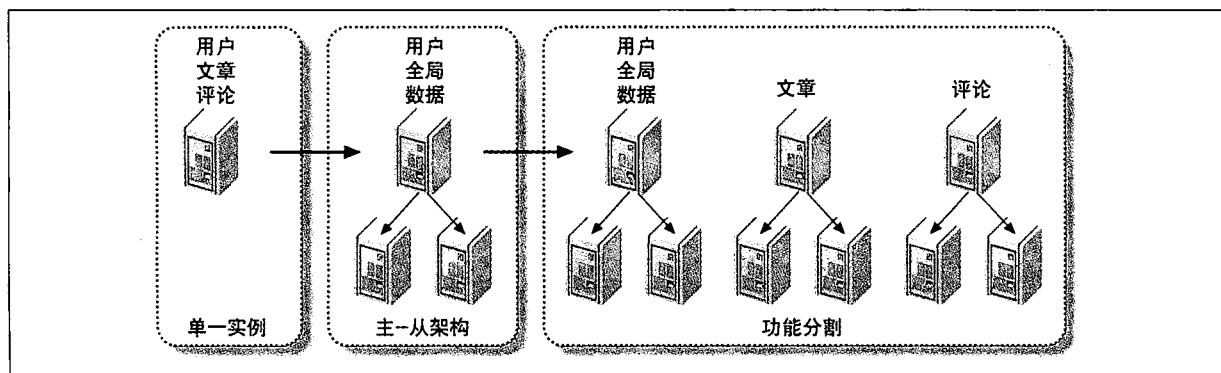 用户
文章
评论
用户
全局
数据
用户
全局
数据
文章
评论
单一实例
主--从架构
功能分割